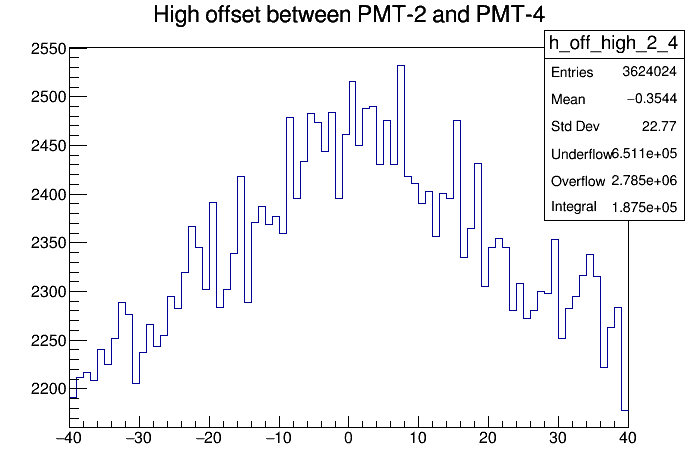 High offset between PMT-2 and PMT-4
h_off_high_2_4
Entries 3624024
Mean −0.3544
Std Dev 22.77
Underflow 6.511e+05
Overflow 2.785e+06
Integral 1.875e+05
2550
2500
2450
2400
2350
2300
2250
2200
−40 −30 −20 −10 0 10 20 30 40